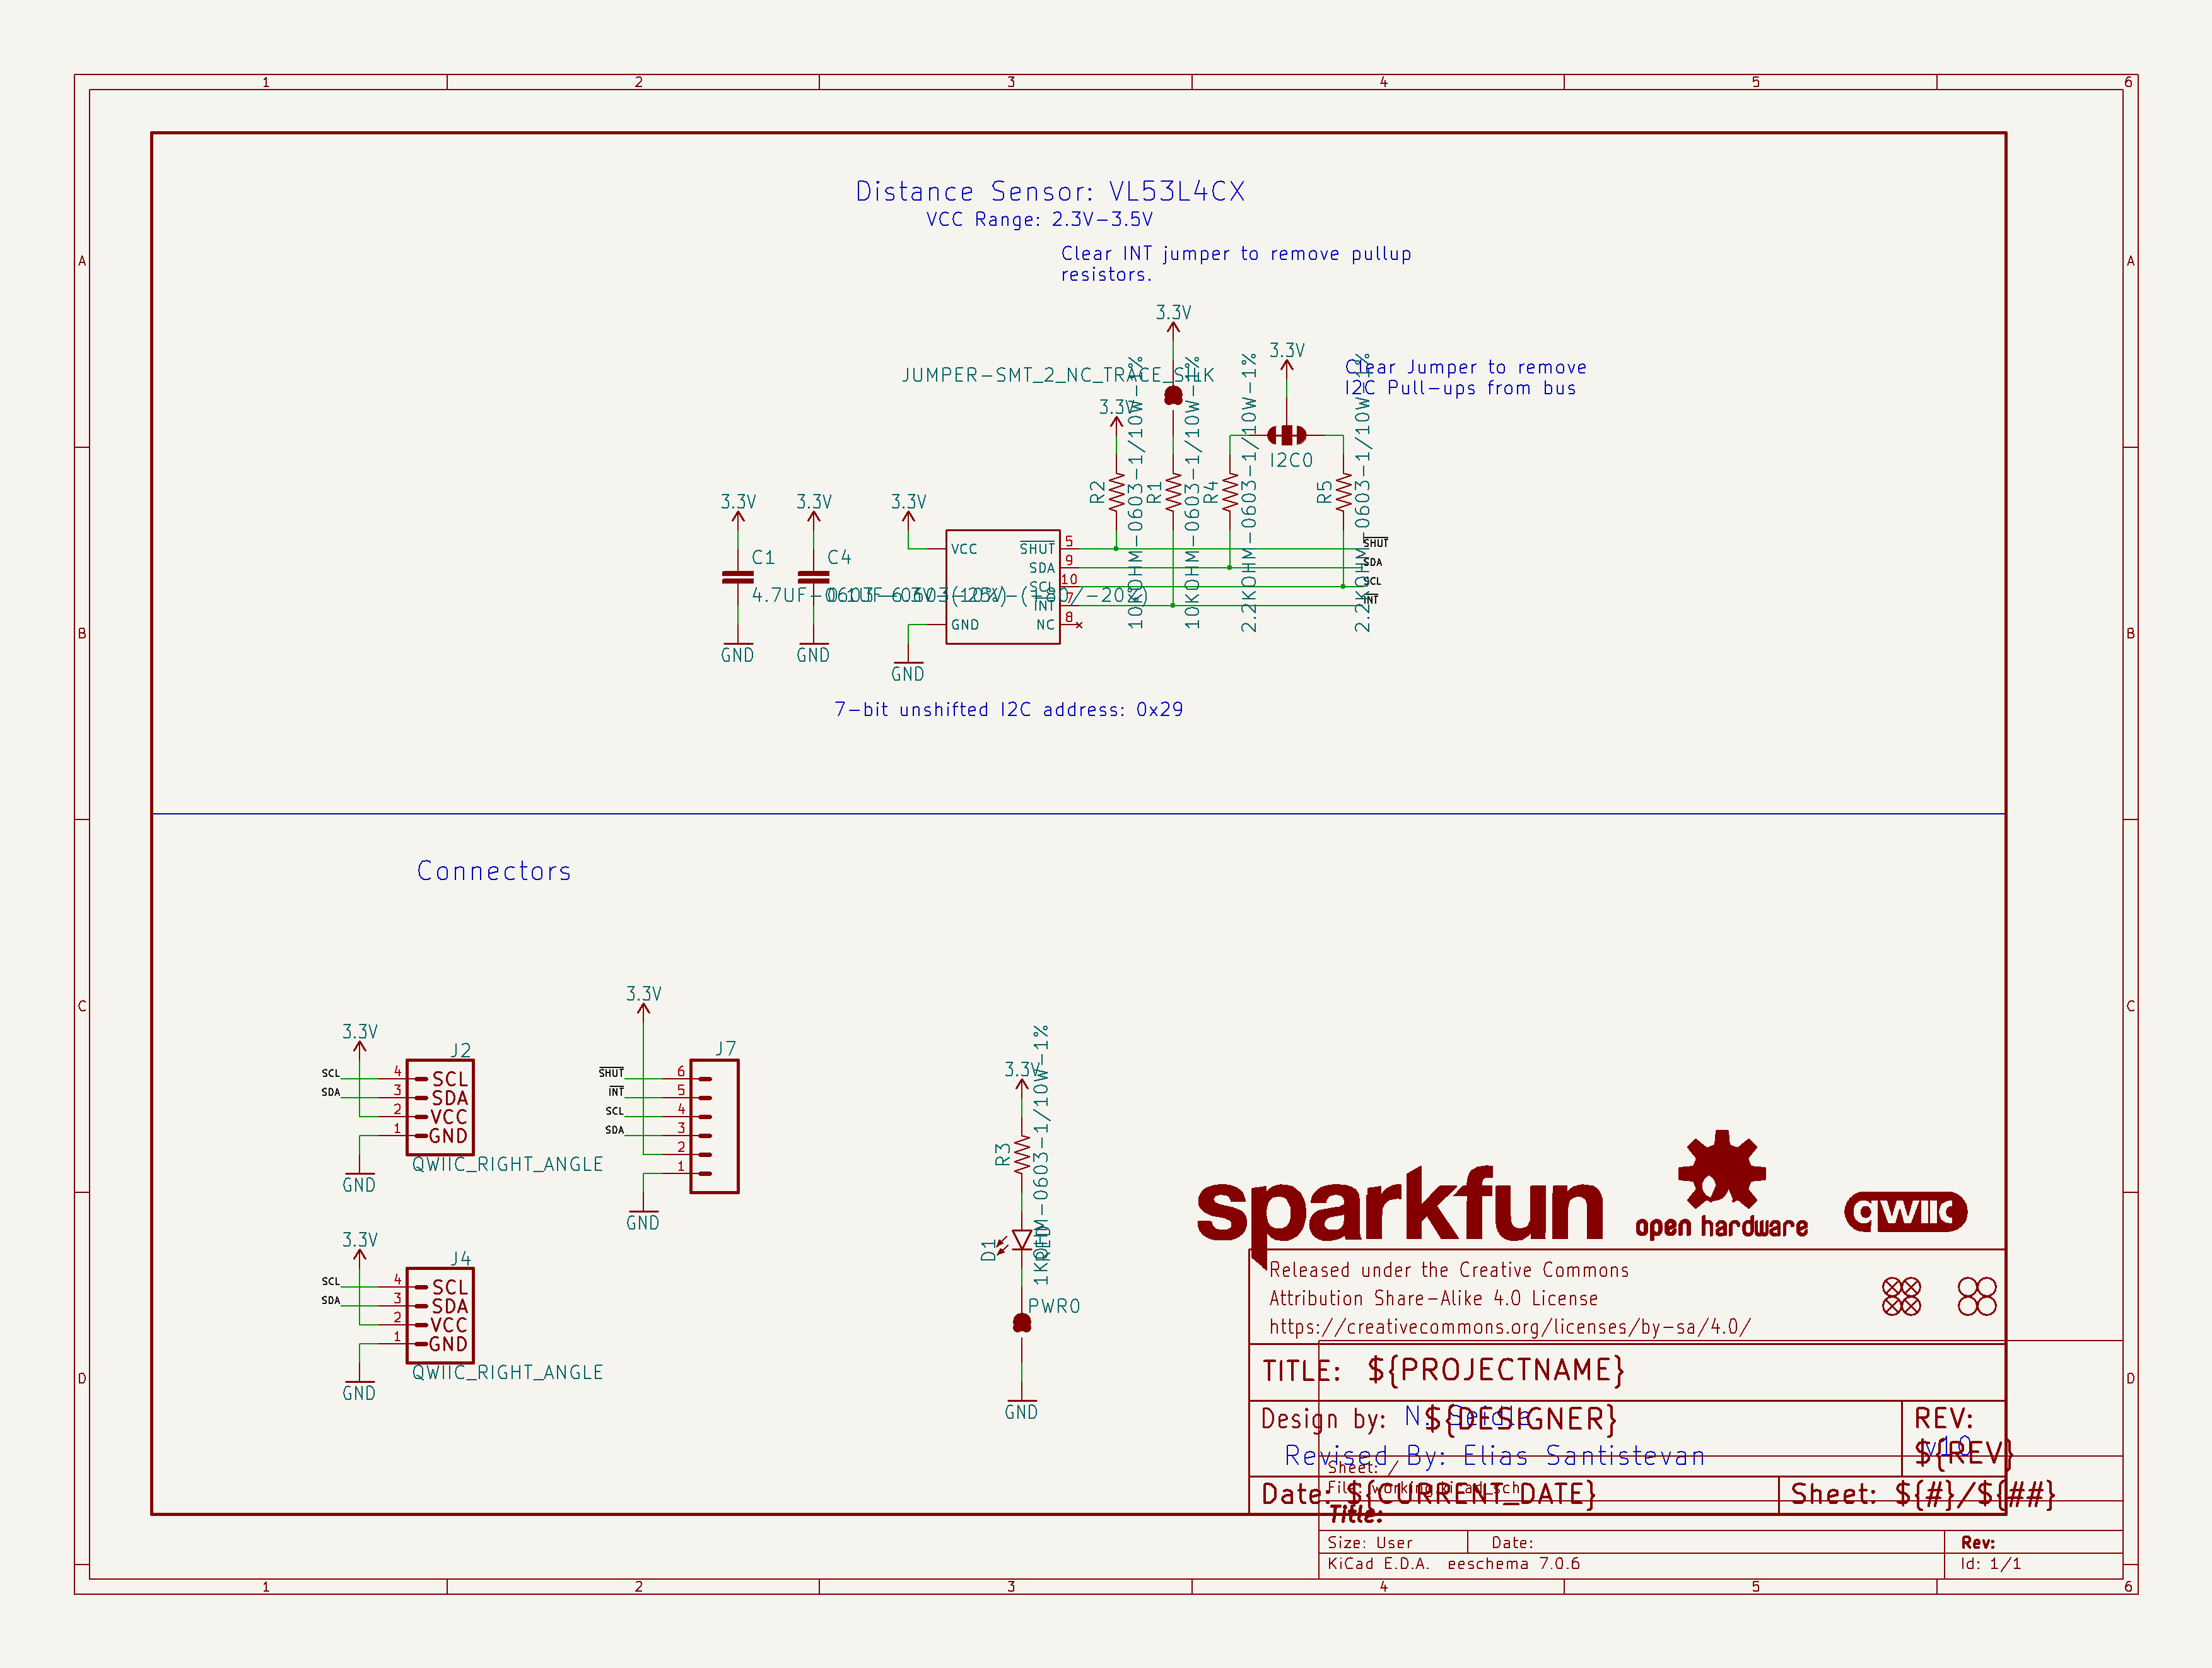 1 2 3 4 5 6
A A
B B
C C
D D
Distance Sensor: VL53L4CX
VCC Range: 2.3V-3.5V
Clear INT jumper to remove pullup
resistors.
3.3V
JUMPER-SMT_2_NC_TRACE_SILK
3.3V
3.3V
Clear Jumper to remove
I2C Pull-ups from bus
I2C0
R2
10KOHM-0603-1/10W-1%
R1
10KOHM-0603-1/10W-1%
R4
2.2KOHM-0603-1/10W-1%
R5
2.2KOHM-0603-1/10W-1%
3.3V
3.3V
3.3V
C1
C4
4.7UF-0603-6.3V-(10%)
0.1UF-0603-25V-(+80/-20%)
VCC
GND
SHUT 5
SDA 9
SCL 10
INT 7
NC 8
SHUT
SDA
SCL
INT
GND
GND
GND
7-bit unshifted I2C address: 0x29
Connectors
3.3V
J2
SCL 4 SCL
SDA 3 SDA
2 VCC
1 GND
QWIIC_RIGHT_ANGLE
GND
3.3V
J4
SCL 4 SCL
SDA 3 SDA
2 VCC
1 GND
QWIIC_RIGHT_ANGLE
GND
3.3V
J7
SHUT 6
INT 5
SCL 4
SDA 3
2
1
GND
3.3V
R3
1KOHM-0603-1/10W-1%
D1
RED
PWR0
GND
sparkfun
open hardware
qwiic
Released under the Creative Commons
Attribution Share-Alike 4.0 License
https://creativecommons.org/licenses/by-sa/4.0/
TITLE: ${PROJECTNAME}
Design by: ${DESIGNER}
N. Seidle
REV:
${REV}
v1.0
Revised By: Elias Santistevan
Sheet: /
File: working.kicad_sch
Date: ${CURRENT_DATE}
Sheet: ${#}/${##}
Title:
Size: User
Date:
Rev:
KiCad E.D.A. eeschema 7.0.6
Id: 1/1
1 2 3 4 5 6